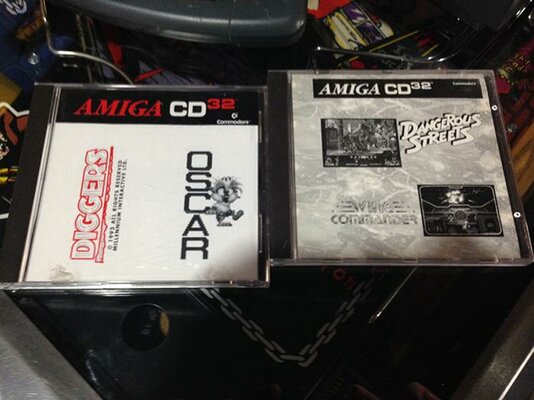 AMIGA CD32
Commodore
DIGGERS
© 1993 ALL RIGHTS RESERVED
MILLENNIUM INTERACTIVE LTD.
OSCAR
AMIGA CD32
Commodore
DANGEROUS
STREETS
WING
COMMANDER